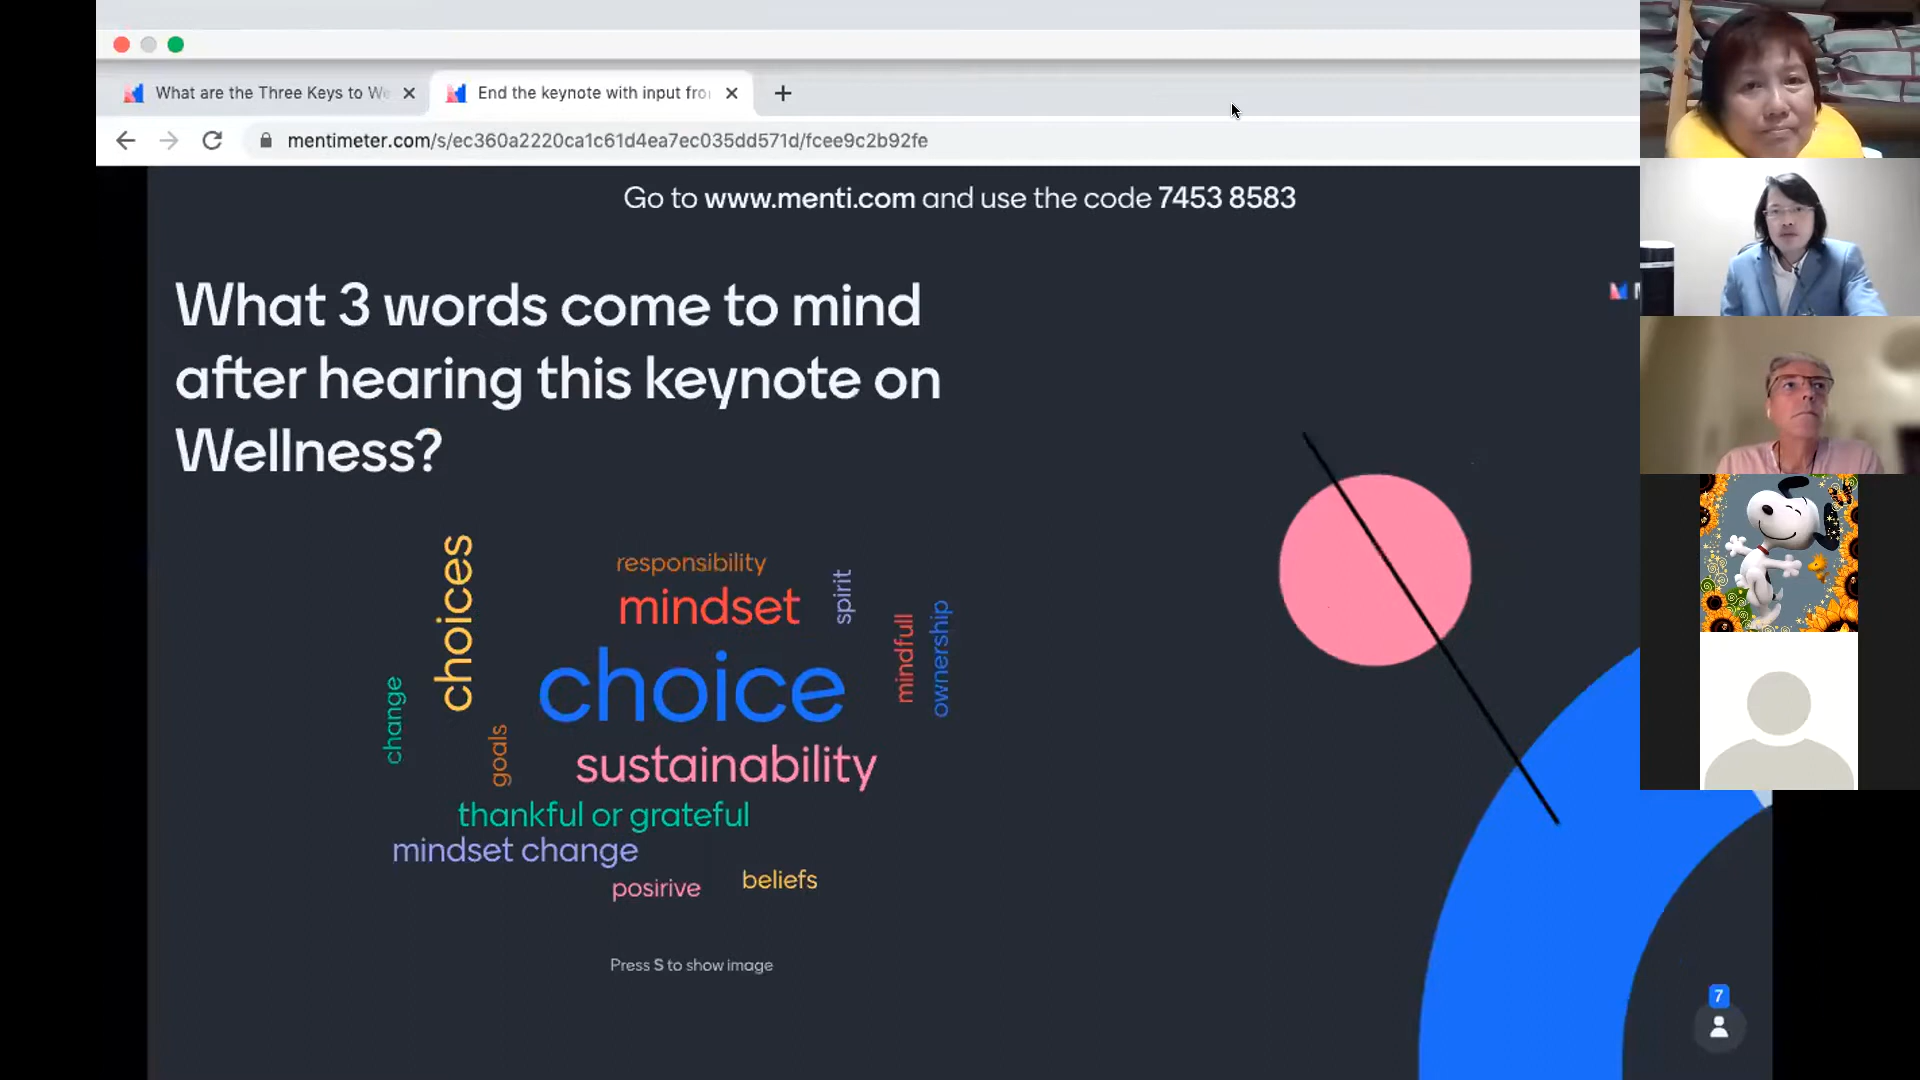 What are the Three Keys to We
End the keynote with input fro
mentimeter.com/s/ec360a2220ca1c61d4ea7ec035dd571d/fcee9c2b92fe
Go to www.menti.com and use the code 7453 8583
What 3 words come to mind
after hearing this keynote on
Wellness?
choices
responsibility
mindset
spirit
mindfull
ownership
choice
change
goals
sustainability
thankful or grateful
mindset change
posirive
beliefs
Press S to show image
7